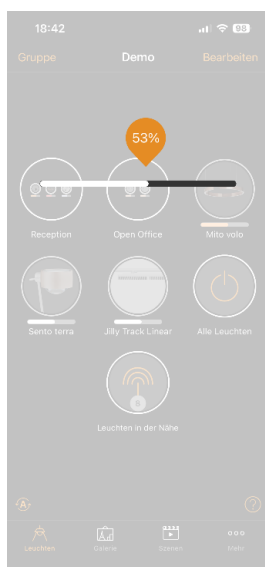 18:42
98
Gruppe
Demo
Bearbeiten
53%
Reception
Open Office
Mito volo
Sento terra
Jilly Track Linear
Alle Leuchten
Leuchten in der Nähe
A
?
Leuchten
Galerie
Szenen
Mehr